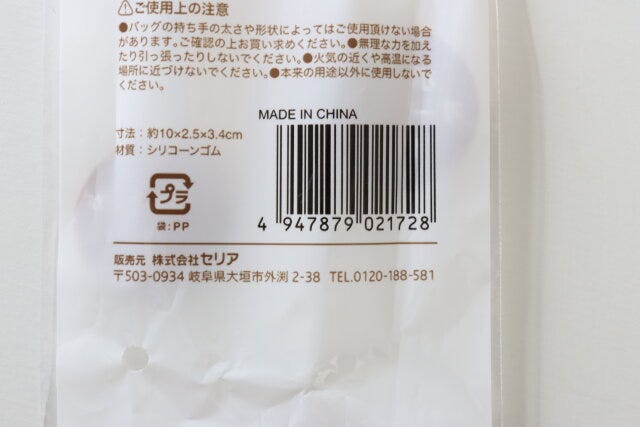 ⚠ご使用上の注意
●バッグの持ち手の太さや形状によってはご使用頂けない場合
があります。ご確認の上お買い求めください。●無理な力を加え
たり引っ張ったりしないでください。●火気の近くや高温になる
場所に近づけないでください。●本来の用途以外に使用しないで
ください。
MADE IN CHINA
寸法：約10×2.5×3.4cm
材質：シリコーンゴム
プラ
袋：PP
4 947879 021728
販売元 株式会社セリア
〒503-0934 岐阜県大垣市外渕 2-38 TEL.0120-188-581